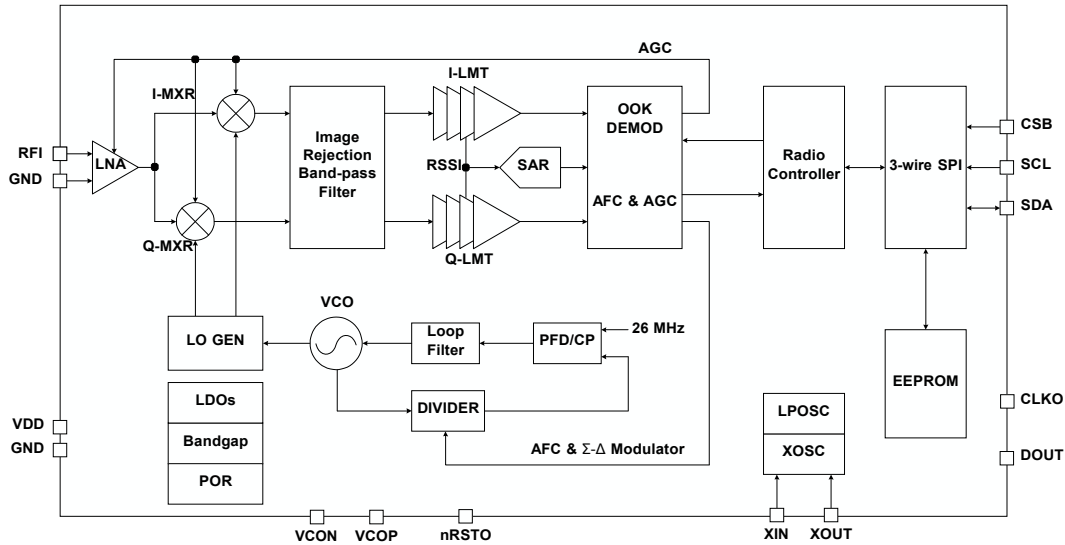 AGC
I-LMT
I-MXR
OOK
DEMOD
CSB
RFI
LNA
Image
Rejection
Band-pass
Filter
RSSI
SAR
Radio
Controller
3-wire SPI
SCL
GND
AFC & AGC
SDA
Q-MXR
Q-LMT
VCO
LO GEN
Loop
Filter
PFD/CP
26 MHz
EEPROM
LDOs
DIVIDER
LPOSC
CLKO
VDD
Bandgap
GND
AFC & Σ-Δ Modulator
XOSC
DOUT
POR
VCON
VCOP
nRSTO
XIN
XOUT